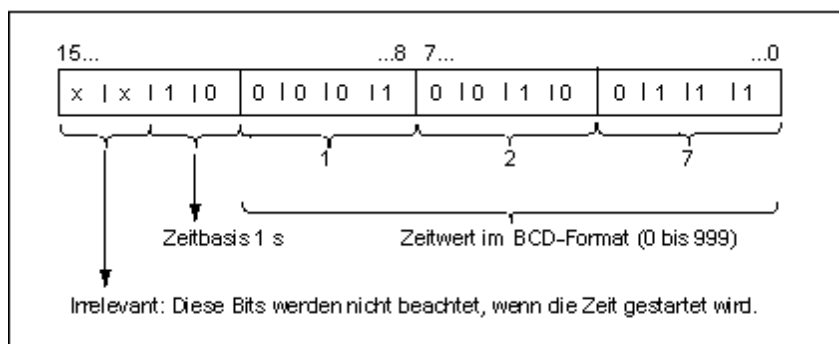 15... ...8 7... ...0
x | x | 1 | 0 0 | 0 | 0 | 1 0 | 0 | 1 | 0 0 | 1 | 1 | 1
1 2 7
Zeitbasis 1 s Zeitwert im BCD-Format (0 bis 999)
Irrelevant: Diese Bits werden nicht beachtet, wenn die Zeit gestartet wird.